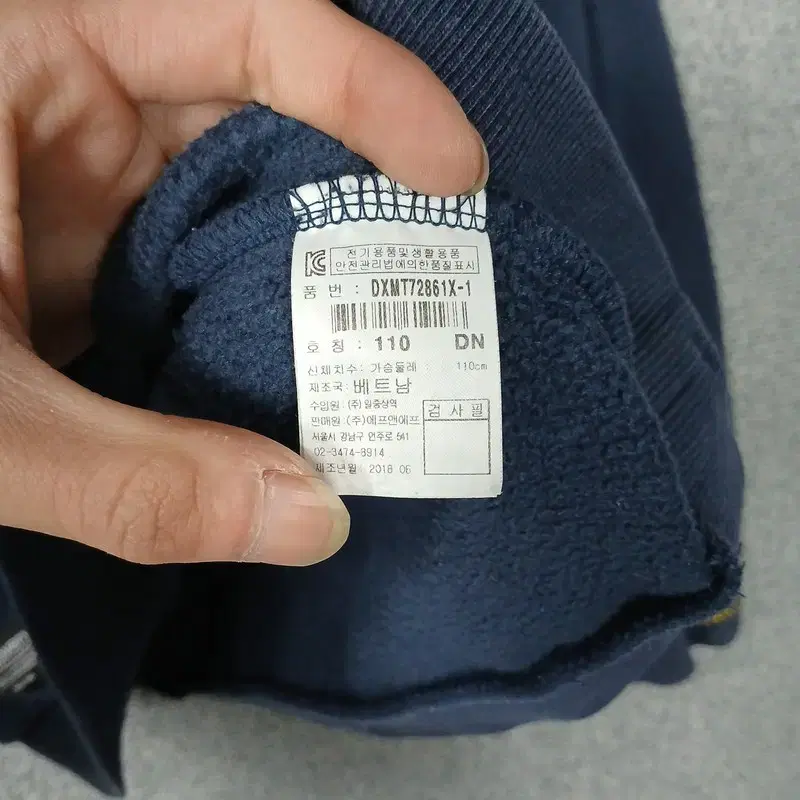 전기용품및생활용품
안전관리법에의한품질표시
품 번 : DXMT72861X-1
호 칭 : 110 DN
신체치수: 가슴둘레 : 110cm
제조국: 베트남
수입원: (주)일중상역
판매원: (주)에프앤에프
서울시 강남구 언주로 541
02-3474-8914
제조년월: 2018 06
검 사 필